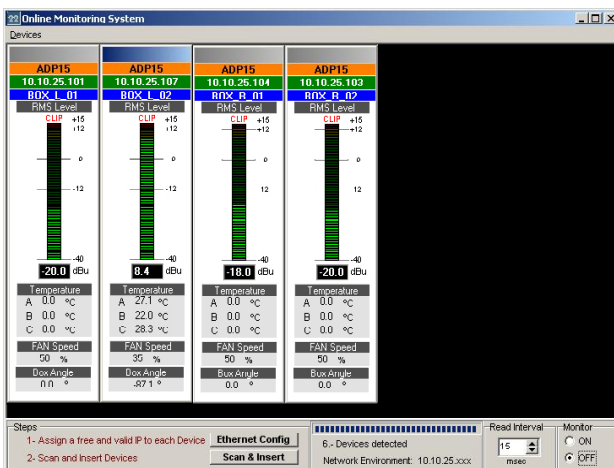 Online Monitoring System
Devices
ADP15
10.10.25.101
BOX_L_01
RMS Level
CLIP +15
+12
0
-12
-40
-20.0 dBu
Temperature
A 0.0 °C
B 0.0 °C
C 0.0 °C
FAN Speed
50 %
Box Angle
0.0 °
ADP15
10.10.25.107
BOX_L_02
RMS Level
CLIP +15
+12
0
-12
-40
8.4 dBu
Temperature
A 27.1 °C
B 22.0 °C
C 28.3 °C
FAN Speed
35 %
Box Angle
-87.1 °
ADP15
10.10.25.104
BOX_R_01
RMS Level
CLIP +15
+12
0
12
-40
-18.0 dBu
Temperature
A 0.0 °C
B 0.0 °C
C 0.0 °C
FAN Speed
50 %
Box Angle
0.0 °
ADP15
10.10.25.103
BOX_R_02
RMS Level
CLIP +15
+12
0
12
-40
-20.0 dBu
Temperature
A 0.0 °C
B 0.0 °C
C 0.0 °C
FAN Speed
50 %
Box Angle
0.0 °
Steps
1- Assign a free and valid IP to each Device Ethernet Config
2- Scan and Insert Devices Scan & Insert
6.- Devices detected
Network Environment: 10.10.25.xxx
Read Interval
15
msec
Monitor
ON
OFF